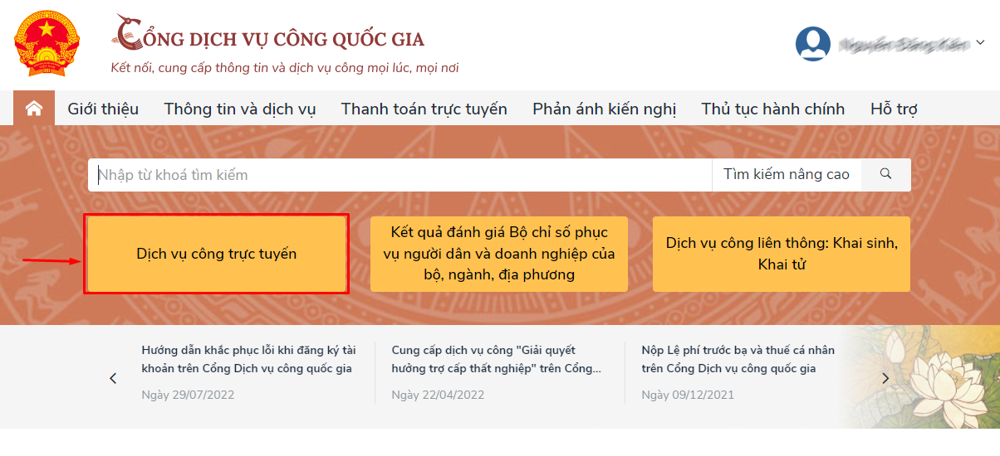 CỔNG DỊCH VỤ CÔNG QUỐC GIA
Kết nối, cung cấp thông tin và dịch vụ công mọi lúc, mọi nơi
Giới thiệu Thông tin và dịch vụ Thanh toán trực tuyến Phản ánh kiến nghị Thủ tục hành chính Hỗ trợ
Nhập từ khoá tìm kiếm Tìm kiếm nâng cao
Dịch vụ công trực tuyến
Kết quả đánh giá Bộ chỉ số phục
vụ người dân và doanh nghiệp của
bộ, ngành, địa phương
Dịch vụ công liên thông: Khai sinh,
Khai tử
Hướng dẫn khắc phục lỗi khi đăng ký tài
khoản trên Cổng Dịch vụ công quốc gia
Ngày 29/07/2022
Cung cấp dịch vụ công "Giải quyết
hưởng trợ cấp thất nghiệp" trên Cổng...
Ngày 22/04/2022
Nộp Lệ phí trước bạ và thuế cá nhân
trên Cổng Dịch vụ công quốc gia
Ngày 09/12/2021